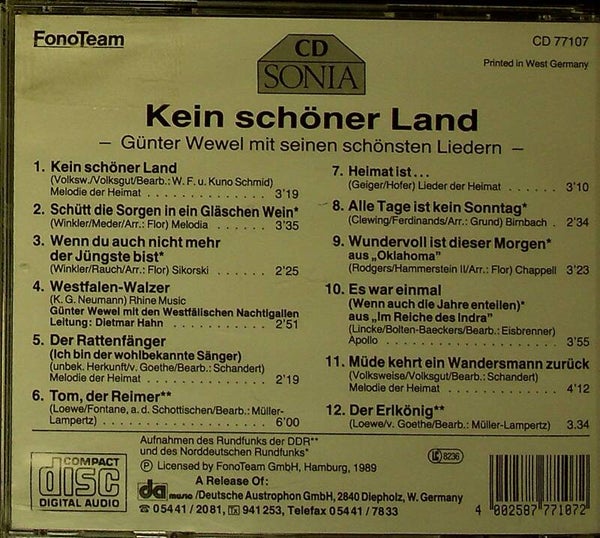 FonoTeam
CD
SONIA
CD 77107
Printed in West Germany
Kein schöner Land
– Günter Wewel mit seinen schönsten Liedern –
1. Kein schöner Land
(Volksw./Volksgut/Bearb.: W. F. u. Kuno Schmid)
Melodie der Heimat . . . . . . . . . . . . . 3'19
2. Schütt die Sorgen in ein Gläschen Wein*
(Winkler/Meder/Arr.: Flor) Melodia . . . . . . 3'35
3. Wenn du auch nicht mehr
der Jüngste bist*
(Winkler/Rauch/Arr.: Flor) Sikorski . . . . . . 2'25
4. Westfalen-Walzer
(K. G. Neumann) Rhine Music
Günter Wewel mit den Westfälischen Nachtigallen
Leitung: Dietmar Hahn . . . . . . . . . . . 2'51
5. Der Rattenfänger
(Ich bin der wohlbekannte Sänger)
(unbek. Herkunft/v. Goethe/Bearb.: Schandert)
Melodie der Heimat . . . . . . . . . . . . . 2'19
6. Tom, der Reimer**
(Loewe/Fontane, a. d. Schottischen/Bearb.: Müller-
Lampertz) . . . . . . . . . . . . . . . . . 6'00
7. Heimat ist . . .
(Geiger/Hofer) Lieder der Heimat . . . . . . 3'10
8. Alle Tage ist kein Sonntag*
(Clewing/Ferdinands/Arr.: Grund) Birnbach . 2'34
9. Wundervoll ist dieser Morgen*
aus „Oklahoma”
(Rodgers/Hammerstein II/Arr.: Flor) Chappell 3'23
10. Es war einmal
(Wenn auch die Jahre enteilen)*
aus „Im Reiche des Indra”
(Lincke/Bolten-Baeckers/Bearb.: Eisbrenner)
Apollo . . . . . . . . . . . . . . . . . . 3'55
11. Müde kehrt ein Wandersmann zurück
(Volksweise/Volksgut/Bearb.: Schandert)
Melodie der Heimat . . . . . . . . . . . . 4'12
12. Der Erlkönig**
(Loewe/v. Goethe/Bearb.: Müller-Lampertz) 3.34
Aufnahmen des Rundfunks der DDR**
und des Norddeutschen Rundfunks*
Ⓟ Licensed by FonoTeam GmbH, Hamburg, 1989
A Release Of:
da music /Deutsche Austrophon GmbH, 2840 Diepholz, W. Germany
☎ 05441/2081, Tx 941 253, Telefax 05441/7833
COMPACT
disc
DIGITAL AUDIO
LC 8236
4 002587 771072